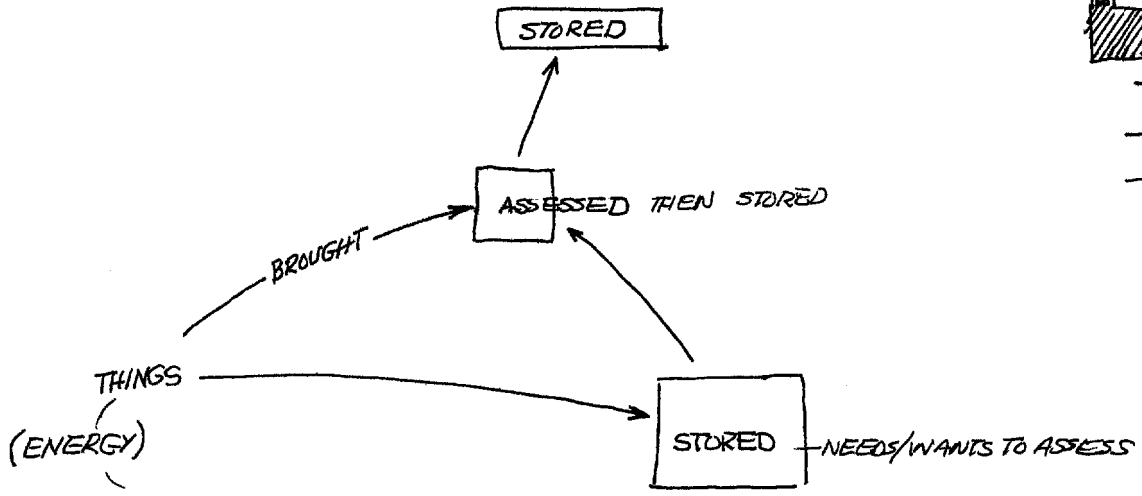 STORED
ASSESSED THEN STORED
BROUGHT
THINGS
(ENERGY)
STORED - NEEDS/WANTS TO ASSESS